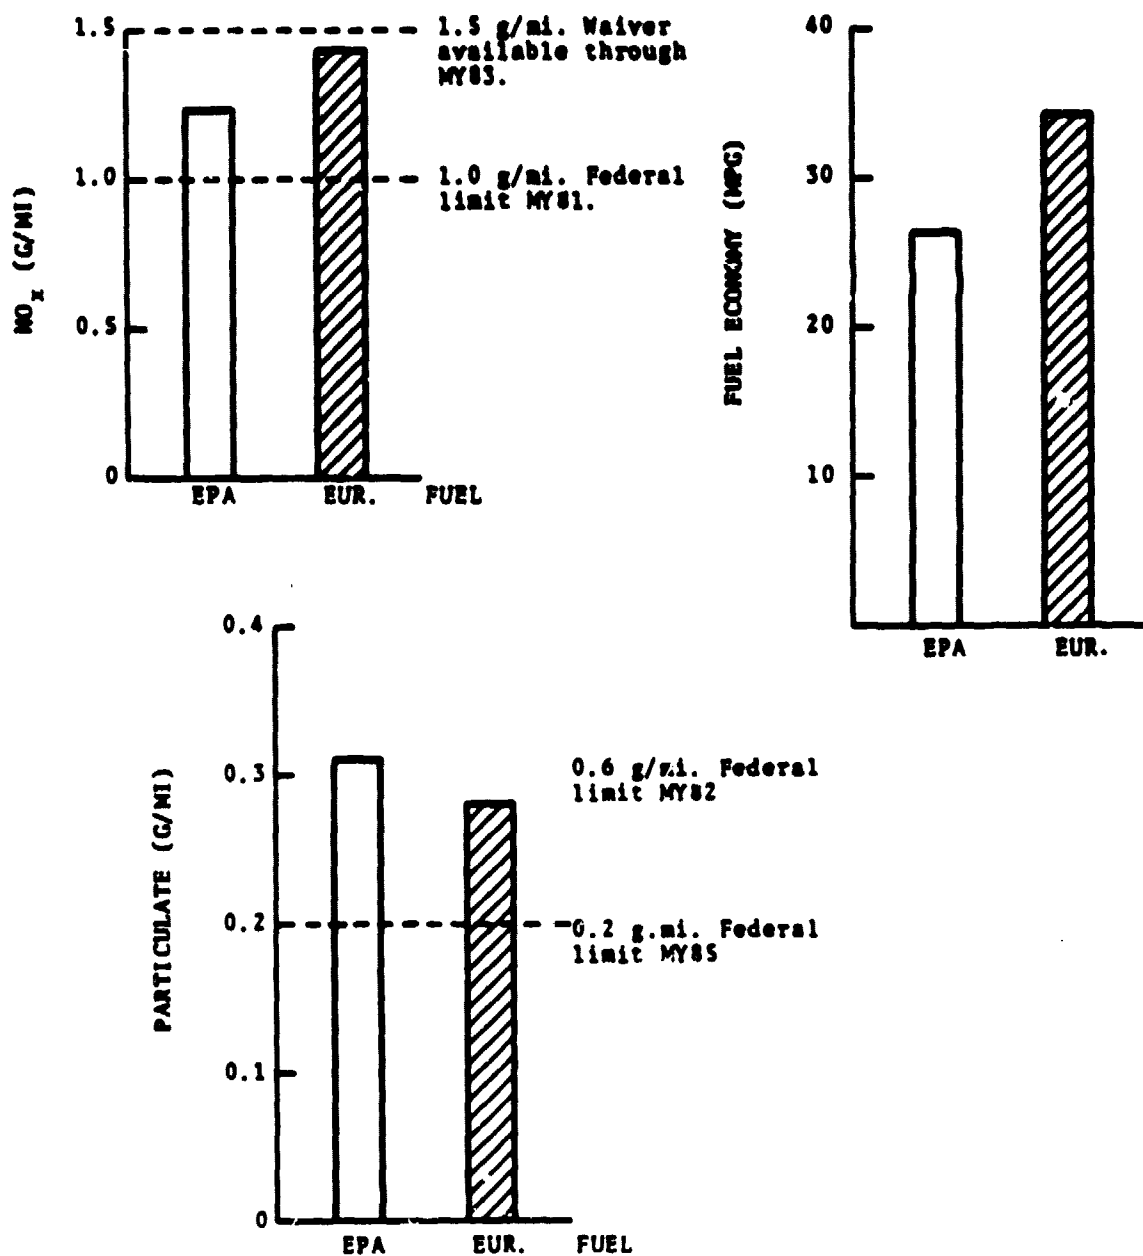 1.5
1.5 g/mi. Waiver
available through
MY83.
1.0
1.0 g/mi. Federal
limit MY81.
0.5
0
NOx (G/MI)
EPA EUR. FUEL
40
30
20
10
FUEL ECONOMY (MPG)
EPA EUR.
0.4
0.3
0.6 g/mi. Federal
limit MY82
0.2
0.2 g.mi. Federal
limit MY85
0.1
0
PARTICULATE (G/MI)
EPA EUR. FUEL